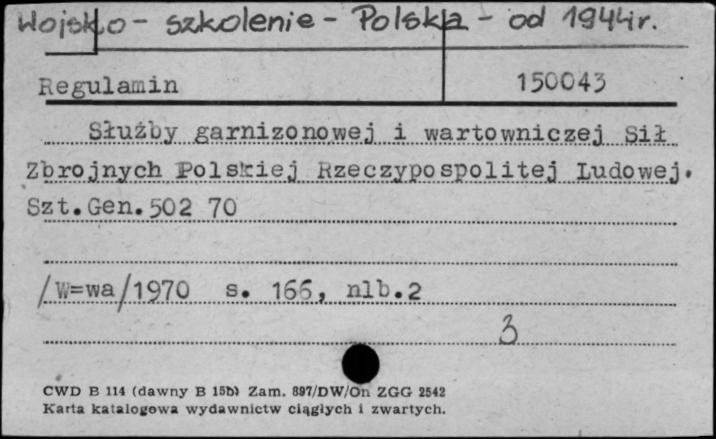 Wojsko - szkolenie - Polska - od 1944r.
Regulamin 150043
Służby garnizonowej i wartowniczej Sił
Zbrojnych Polskiej Rzeczypospolitej Ludowej.
Szt.Gen.502 70
/W=wa/1970 s. 166, nlb.2
3
CWD B 114 (dawny B 15b) Zam. 897/DW/On ZGG 2542
Karta katalogowa wydawnictw ciągłych i zwartych.